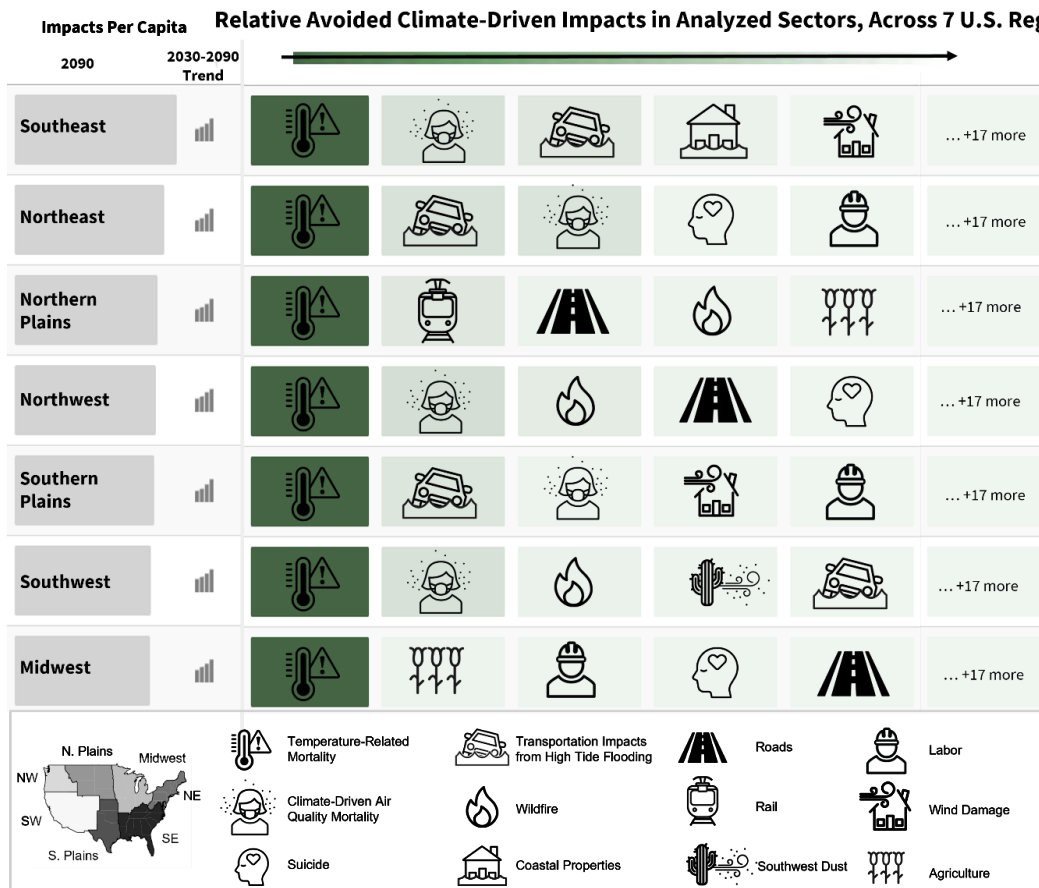 Relative Avoided Climate-Driven Impacts in Analyzed Sectors, Across 7 U.S. Reg
Impacts Per Capita
2090
2030-2090
Trend
Southeast
... +17 more
Northeast
... +17 more
Northern
Plains
... +17 more
Northwest
... +17 more
Southern
Plains
... +17 more
Southwest
... +17 more
Midwest
... +17 more
N. Plains
Midwest
NW
NE
SW
SE
S. Plains
Temperature-Related
Mortality
Transportation Impacts
from High Tide Flooding
Roads
Labor
Climate-Driven Air
Quality Mortality
Wildfire
Rail
Wind Damage
Suicide
Coastal Properties
Southwest Dust
Agriculture